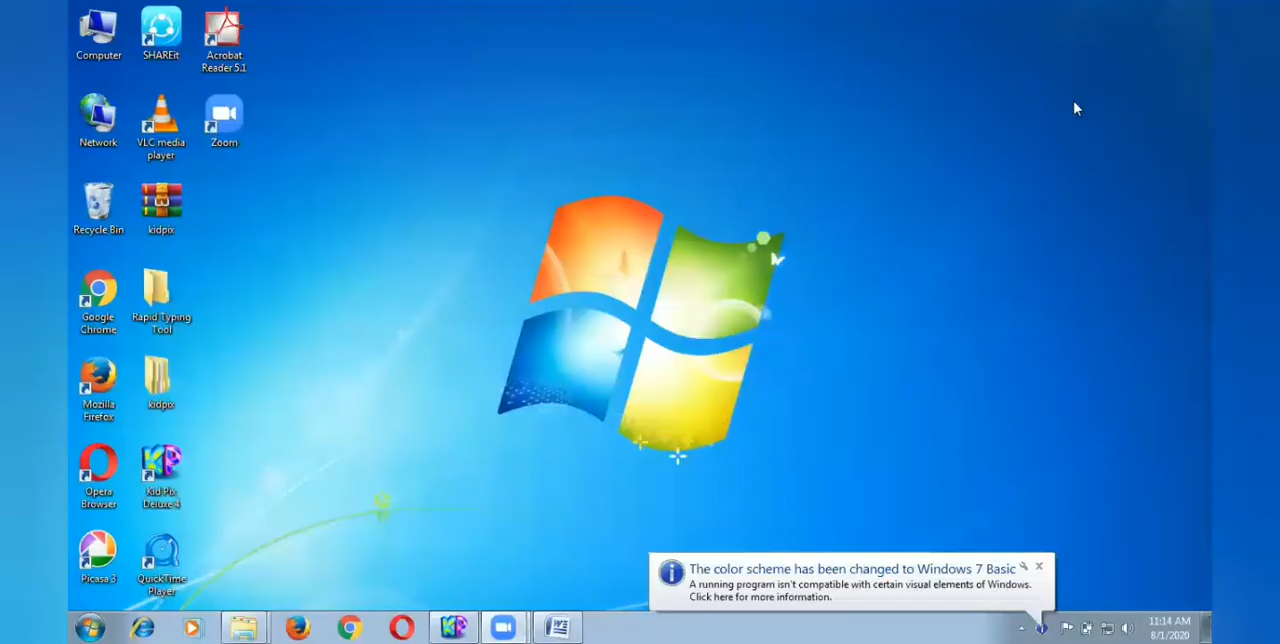 Computer
SHAREit
Acrobat
Reader 5.1
Network
VLC media
player
Zoom
Recycle Bin
kidpix
Google
Chrome
Rapid Typing
Tool
Mozilla
Firefox
kidpix
Opera
Browser
Kid Pix
Deluxe 4
Picasa 3
QuickTime
Player
The color scheme has been changed to Windows 7 Basic
A running program isn't compatible with certain visual elements of Windows.
Click here for more information.
11:14 AM
8/1/2020